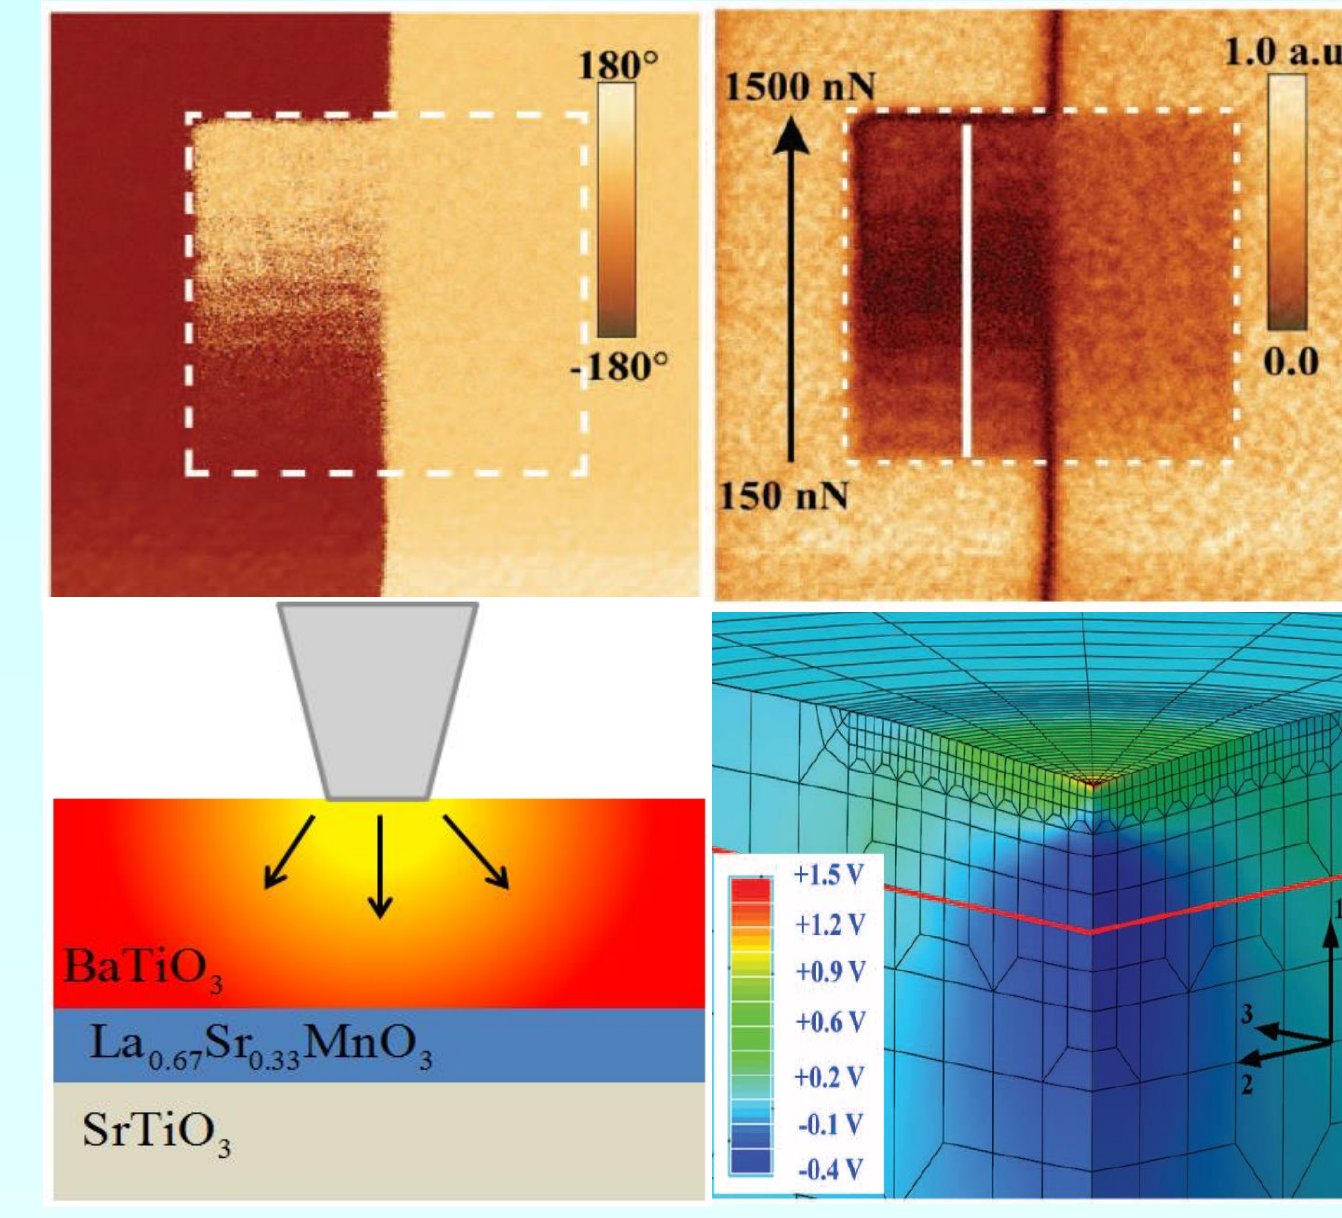 180°
-180°
1500 nN
150 nN
1.0 a.u
0.0
BaTiO₃
La₀.₆₇Sr₀.₃₃MnO₃
SrTiO₃
+1.5 V
+1.2 V
+0.9 V
+0.6 V
+0.2 V
-0.1 V
-0.4 V
1
3
2